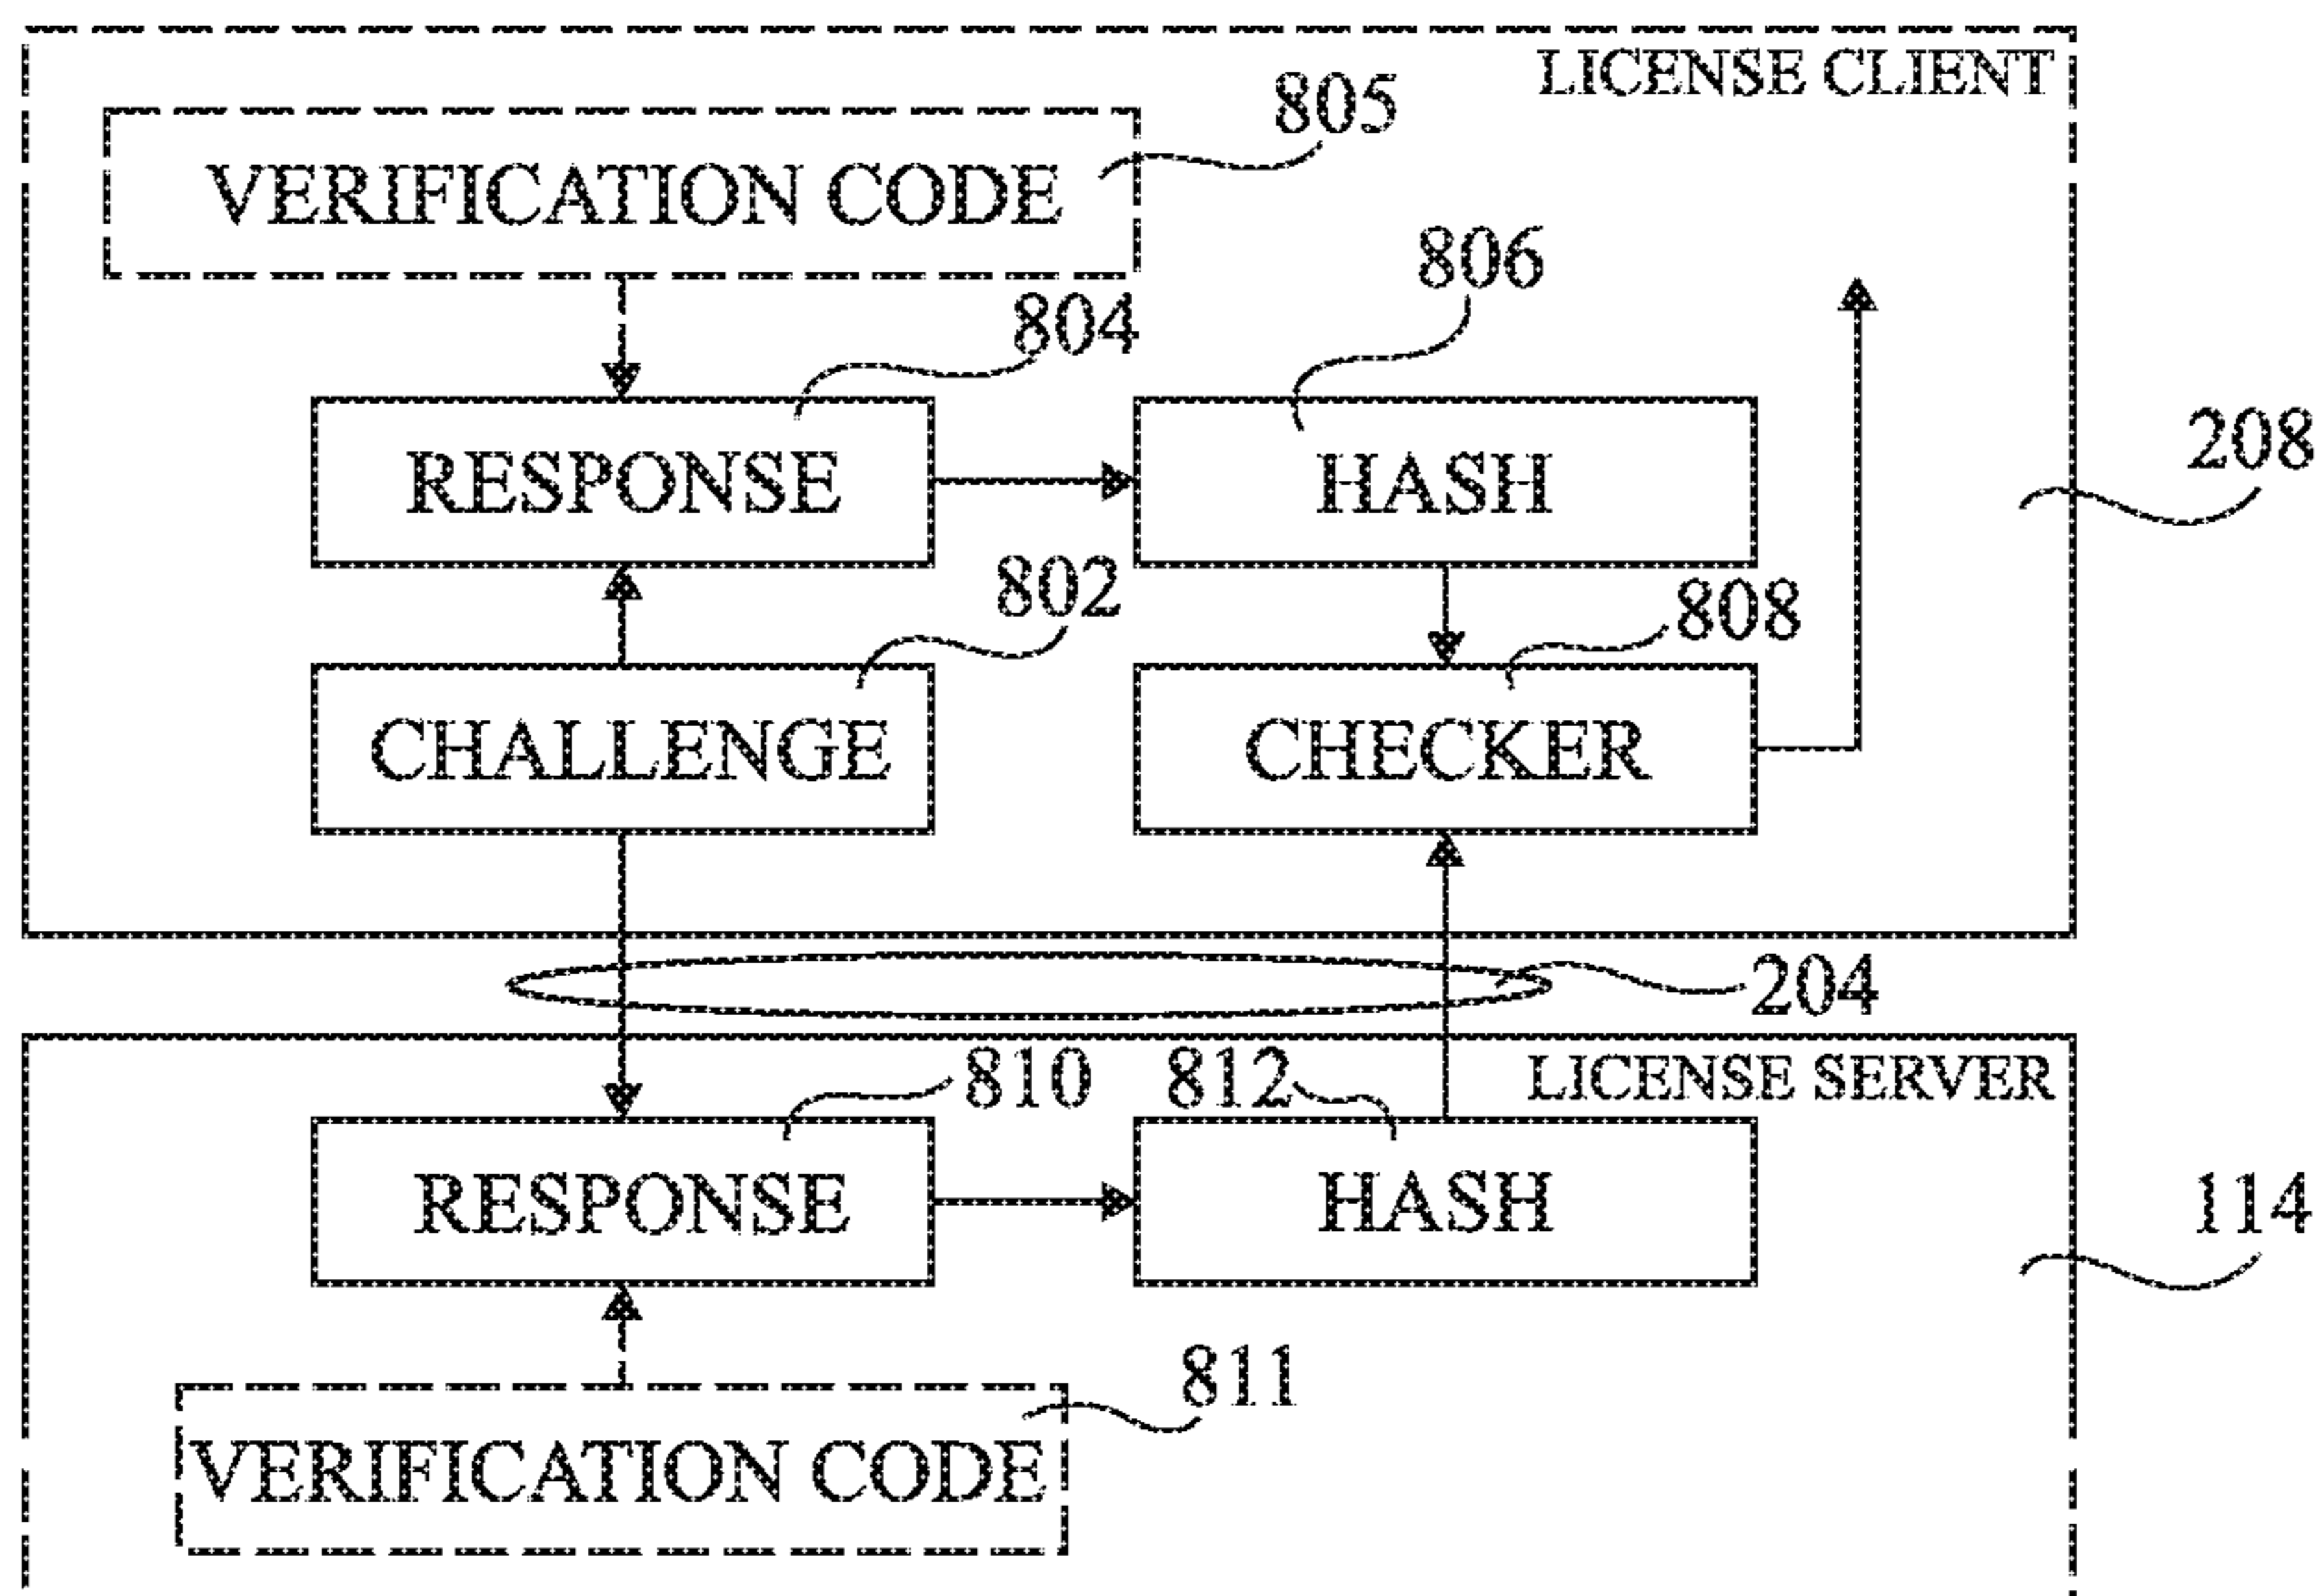 LICENSE CLIENT
805
VERIFICATION CODE
806
804
RESPONSE
HASH
208
802
808
CHALLENGE
CHECKER
204
LICENSE SERVER
810
812
RESPONSE
HASH
114
811
VERIFICATION CODE